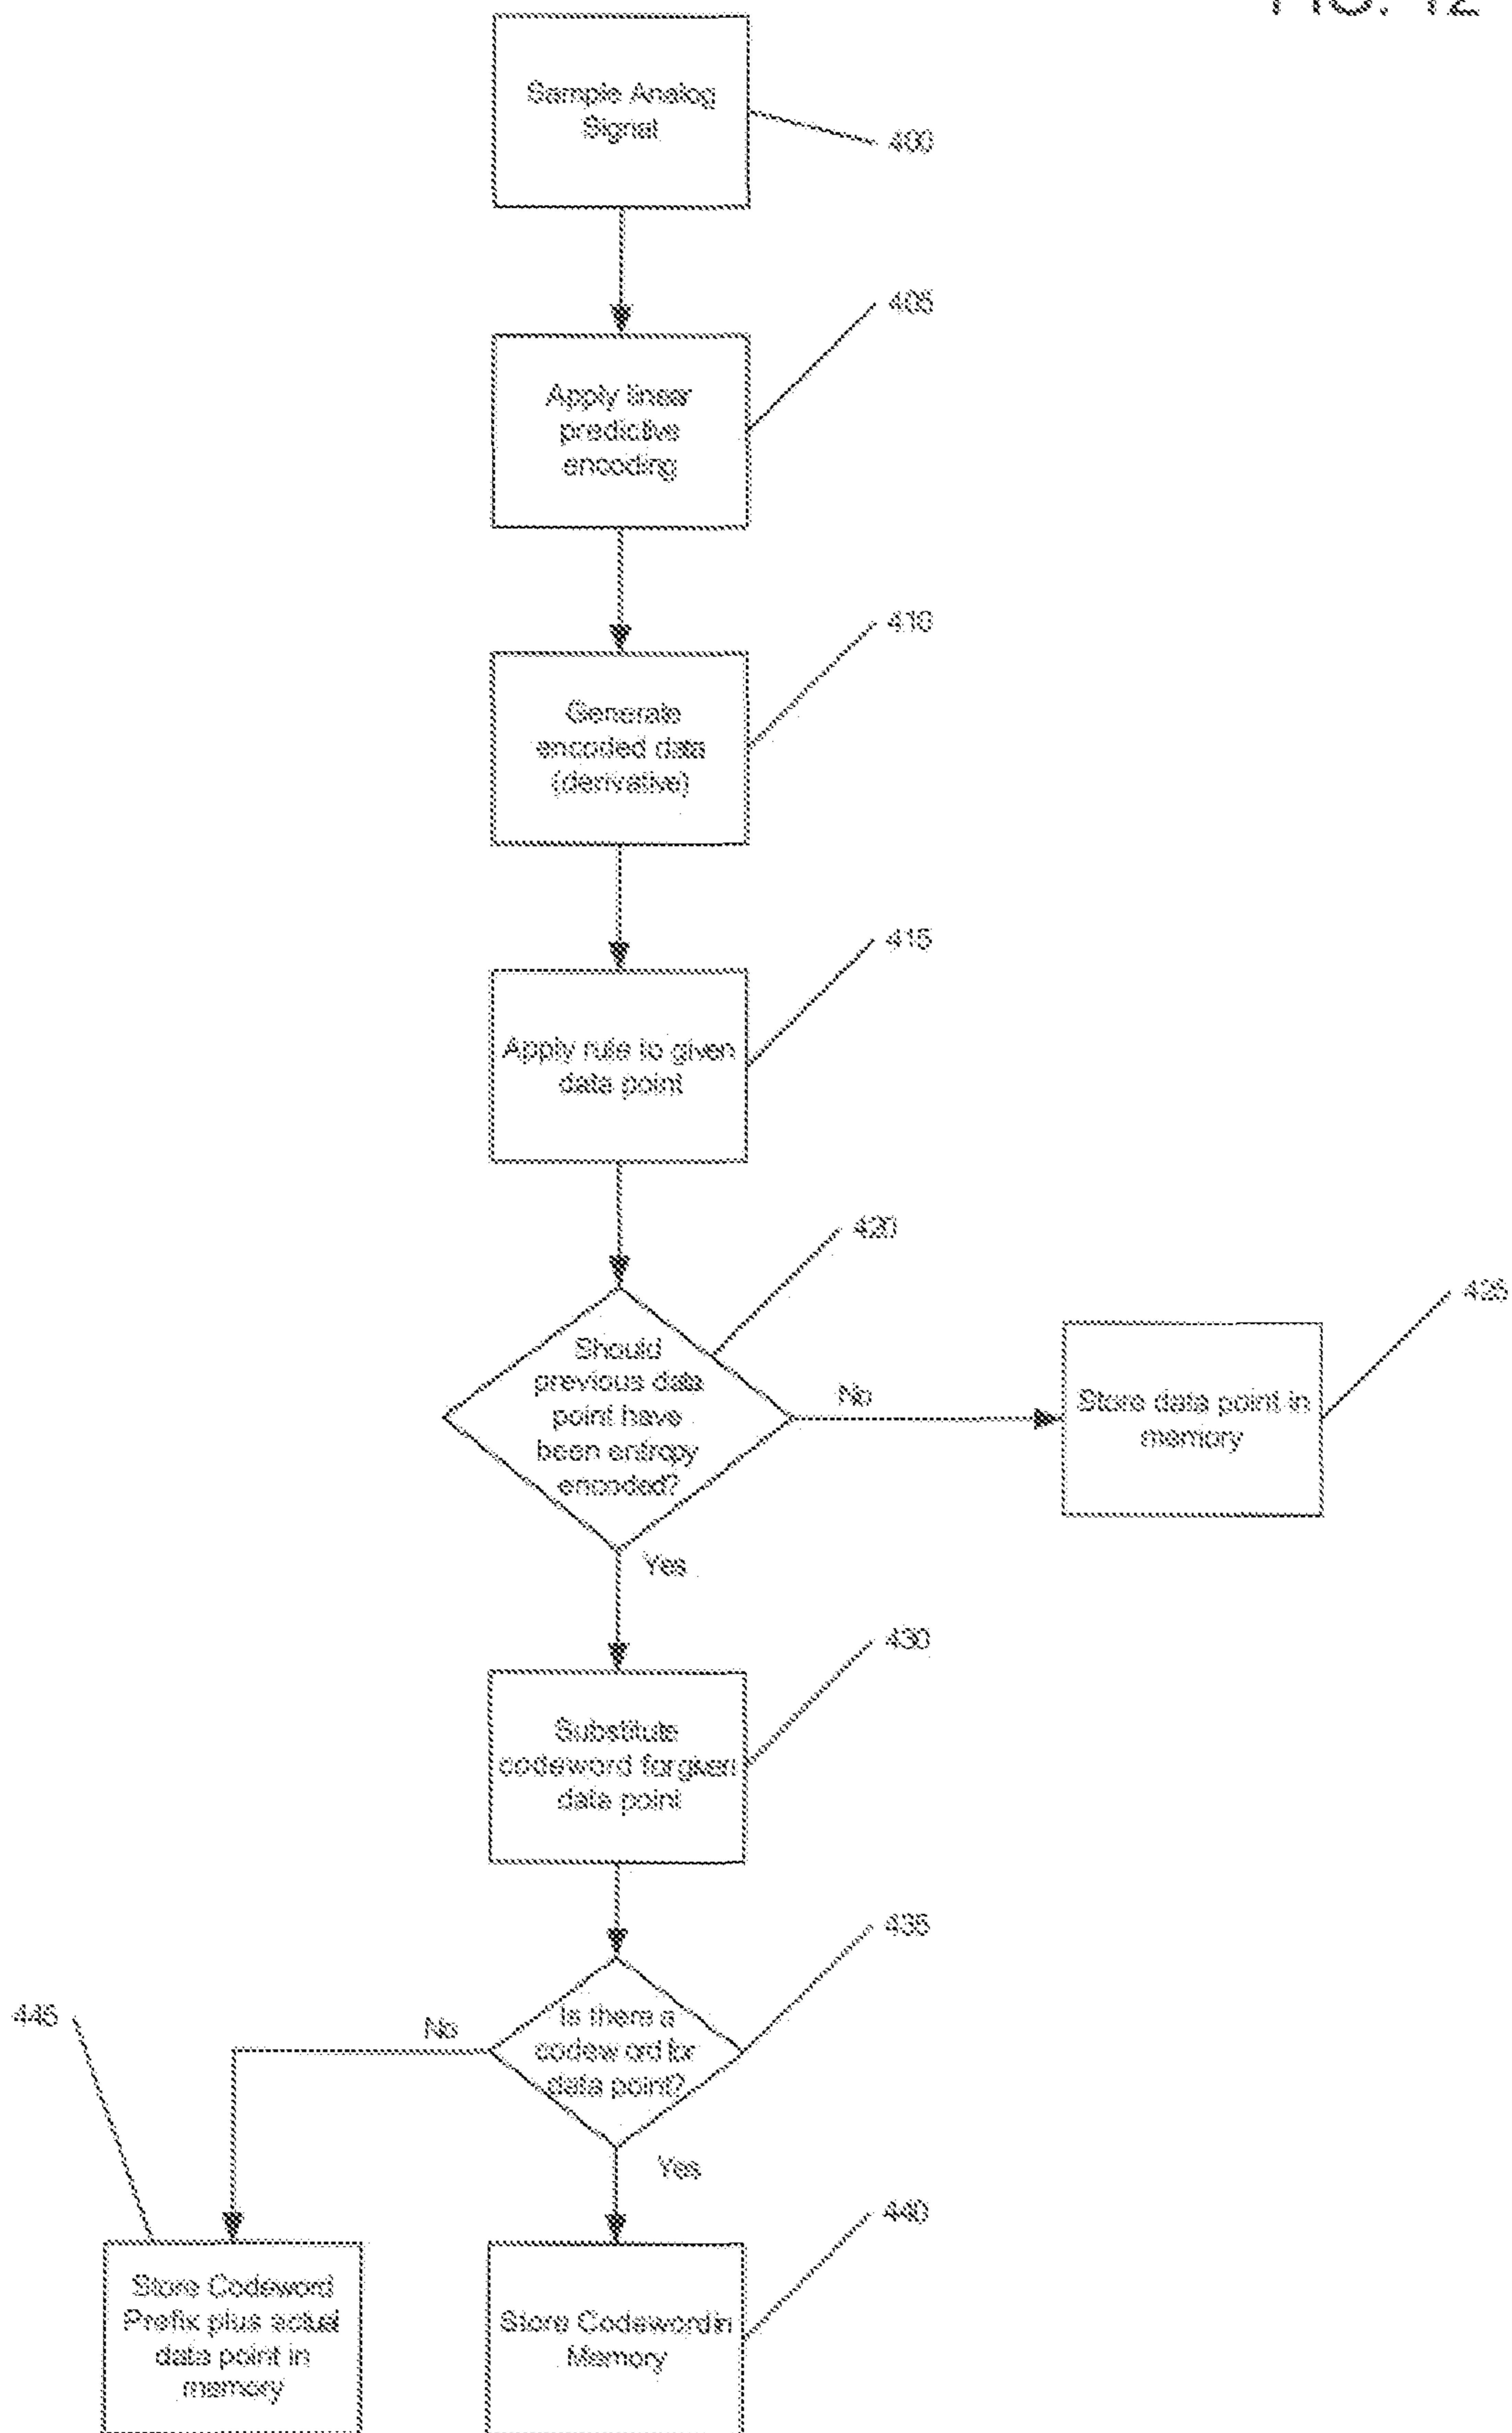 FIG. 12
Sample Analog
Signal
400
405
Apply linear
predictive
encoding
410
Generate
encoded data
(derivative)
415
Apply rule to given
data point
420
425
Should
previous data
point have
been entropy
encoded?
No
Store data point in
memory
Yes
430
Substitute
codeword for given
data point
435
445
No
Is there a
codeword for
data point?
Yes
440
Store Codeword
Prefix plus actual
data point in
memory
Store Codeword in
Memory